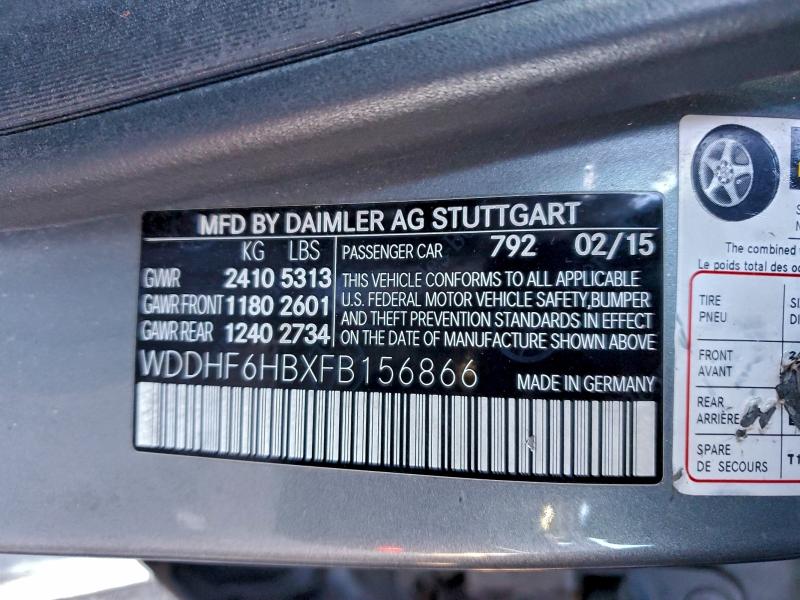 MFD BY DAIMLER AG STUTTGART
KG LBS
GVWR 2410 5313
GAWR FRONT 1180 2601
GAWR REAR 1240 2734
PASSENGER CAR 792 02/15
THIS VEHICLE CONFORMS TO ALL APPLICABLE
U.S. FEDERAL MOTOR VEHICLE SAFETY,BUMPER
AND THEFT PREVENTION STANDARDS IN EFFECT
ON THE DATE OF MANUFACTURE SHOWN ABOVE
WDDHF6HBXFB156866 MADE IN GERMANY
The combined
Le poids total des
TIRE
PNEU
FRONT
AVANT
REAR
ARRIÈRE
SPARE
DE SECOURS